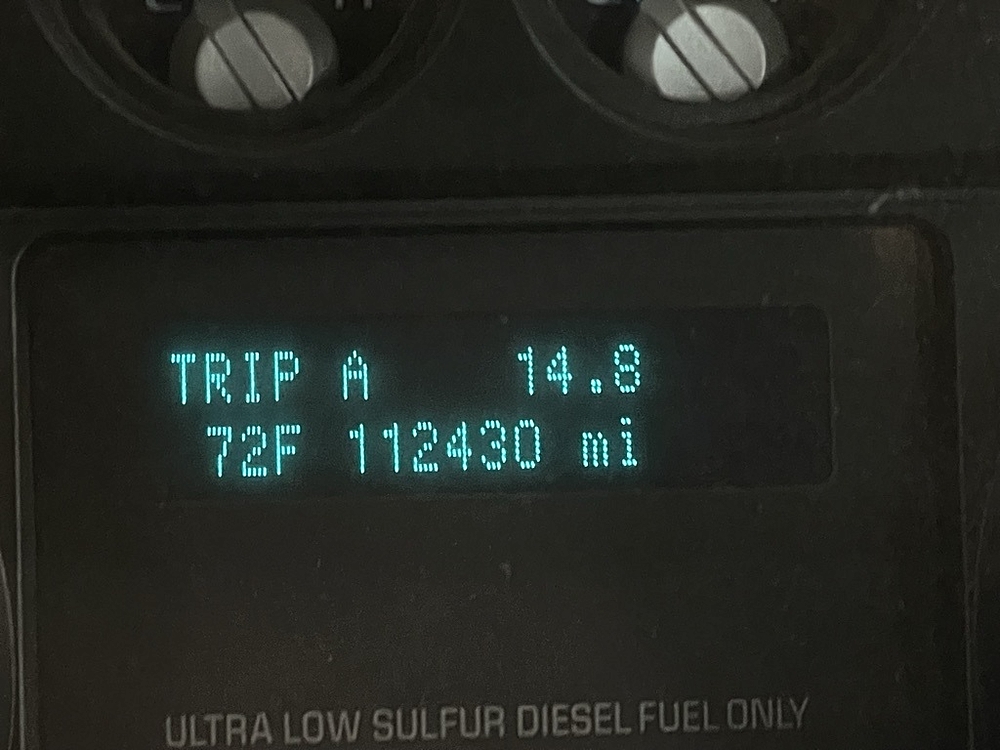 TRIP A 14.8
72F 112430 mi
ULTRA LOW SULFUR DIESEL FUEL ONLY